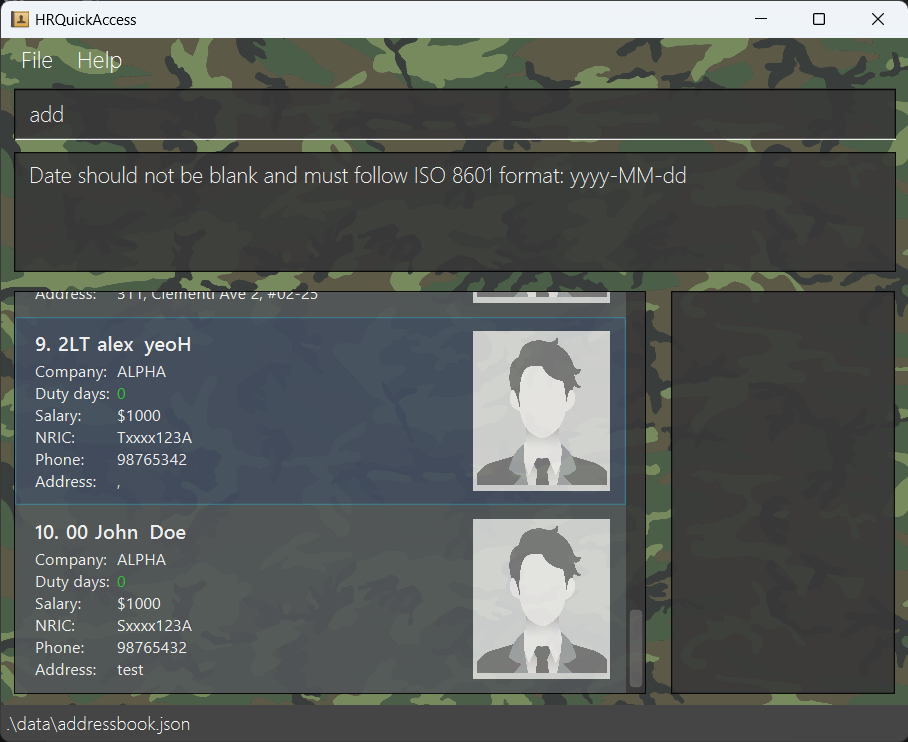 HRQuickAccess
File Help
add
Date should not be blank and must follow ISO 8601 format: yyyy-MM-dd
Address: 311, Clementi Ave 2, #02-25
9. 2LT alex  yeoH
Company: ALPHA
Duty days: 0
Salary: $1000
NRIC: Txxxx123A
Phone: 98765342
Address: ,
10. 00 John  Doe
Company: ALPHA
Duty days: 0
Salary: $1000
NRIC: Sxxxx123A
Phone: 98765432
Address: test
.\data\addressbook.json